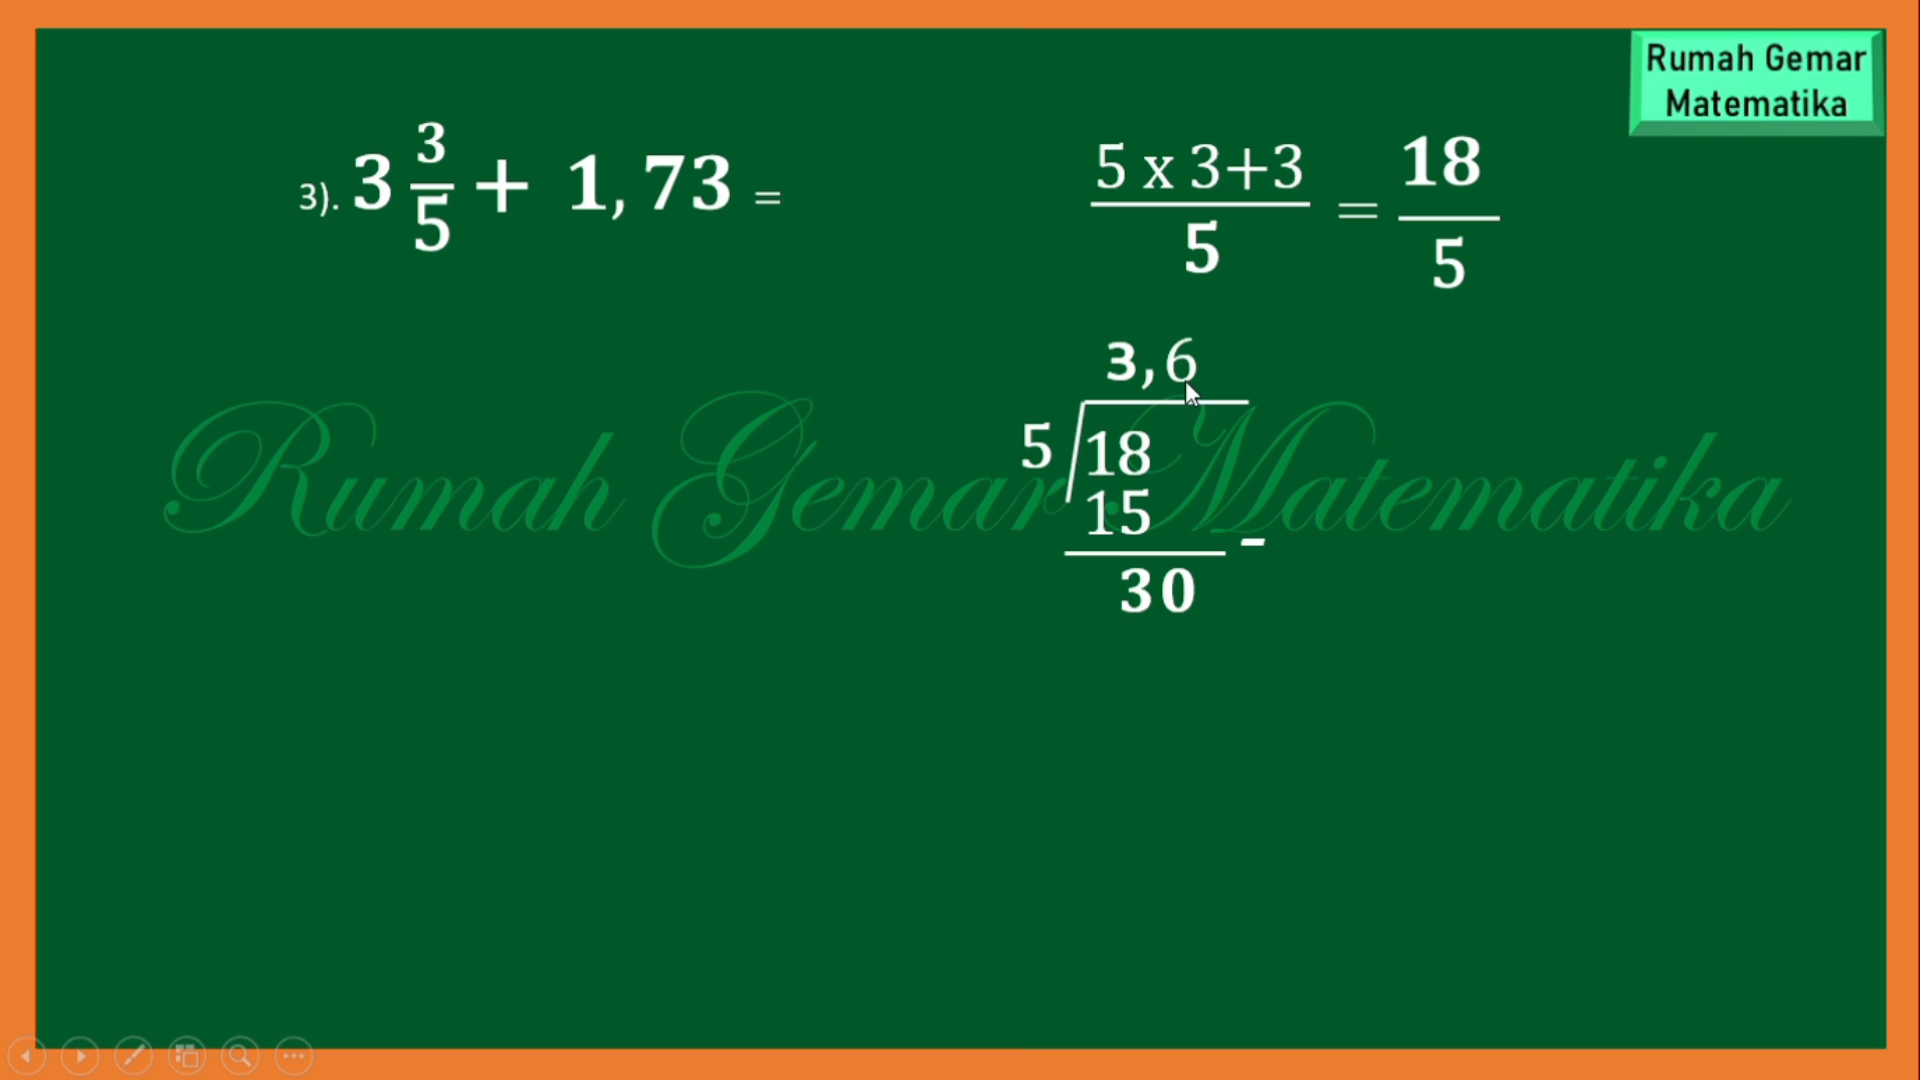 Rumah Gemar
Matematika
3). 3 3/5 + 1, 73 =
5 x 3+3 / 5 = 18 / 5
3, 6
5 18
15
-
30
Rumah Gemar Matematika